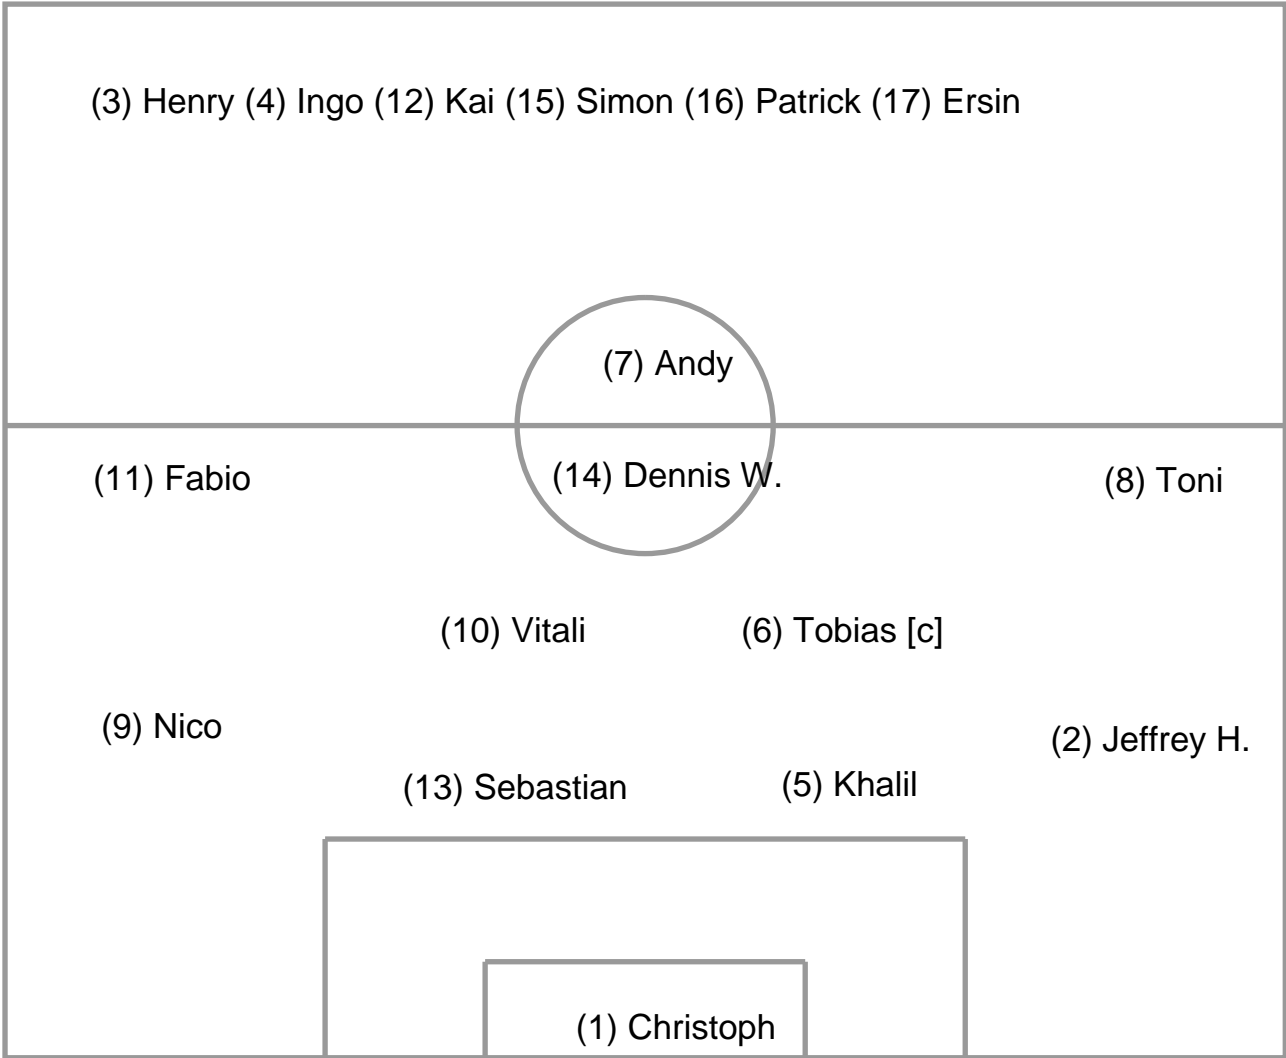 (3) Henry (4) Ingo (12) Kai (15) Simon (16) Patrick (17) Ersin
(7) Andy
(11) Fabio
(14) Dennis W.
(8) Toni
(10) Vitali
(6) Tobias [c]
(9) Nico
(2) Jeffrey H.
(13) Sebastian
(5) Khalil
(1) Christoph